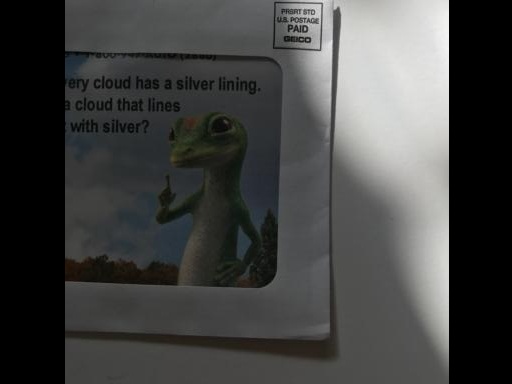 PRSRT STD
U.S. POSTAGE
PAID
GEICO
very cloud has a silver lining.
a cloud that lines
with silver?